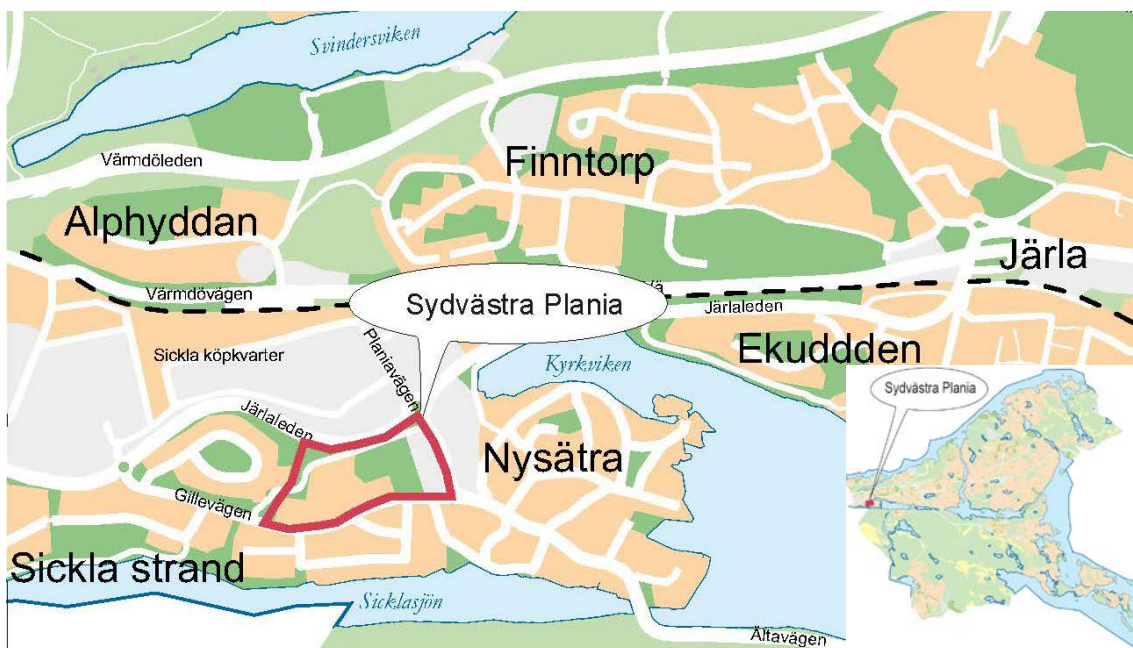 Svindersviken
Värmdöleden
Finntorp
Alphyddan
Järla
Värmdövägen
Sydvästra Plania
Järlaleden
Sickla köpkvarter
Planiavägen
Ekuddden
Kyrkviken
Järlaleden
Sydvästra Plania
Nysätra
Gillevägen
Sickla strand
Sicklasjön
Ältavägen